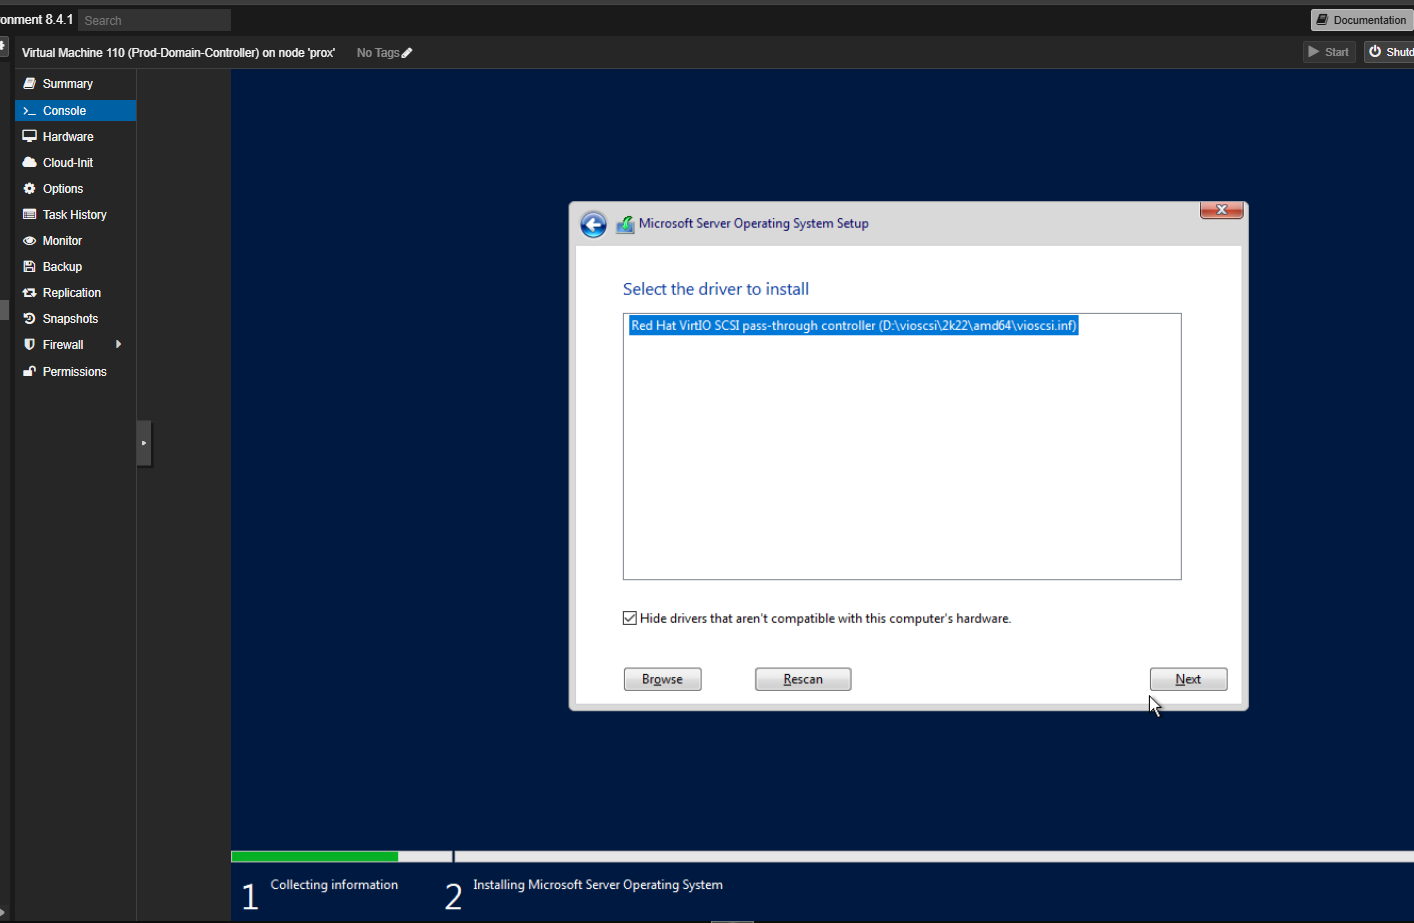 onment 8.4.1
Search
Documentation
Virtual Machine 110 (Prod-Domain-Controller) on node 'prox'
No Tags
Start
Shutd
Summary
Console
Hardware
Cloud-Init
Options
Task History
Monitor
Backup
Replication
Snapshots
Firewall
Permissions
Microsoft Server Operating System Setup
Select the driver to install
Red Hat VirtIO SCSI pass-through controller (D:\vioscsi\2k22\amd64\vioscsi.inf)
Hide drivers that aren't compatible with this computer's hardware.
Browse
Rescan
Next
1 Collecting information
2 Installing Microsoft Server Operating System